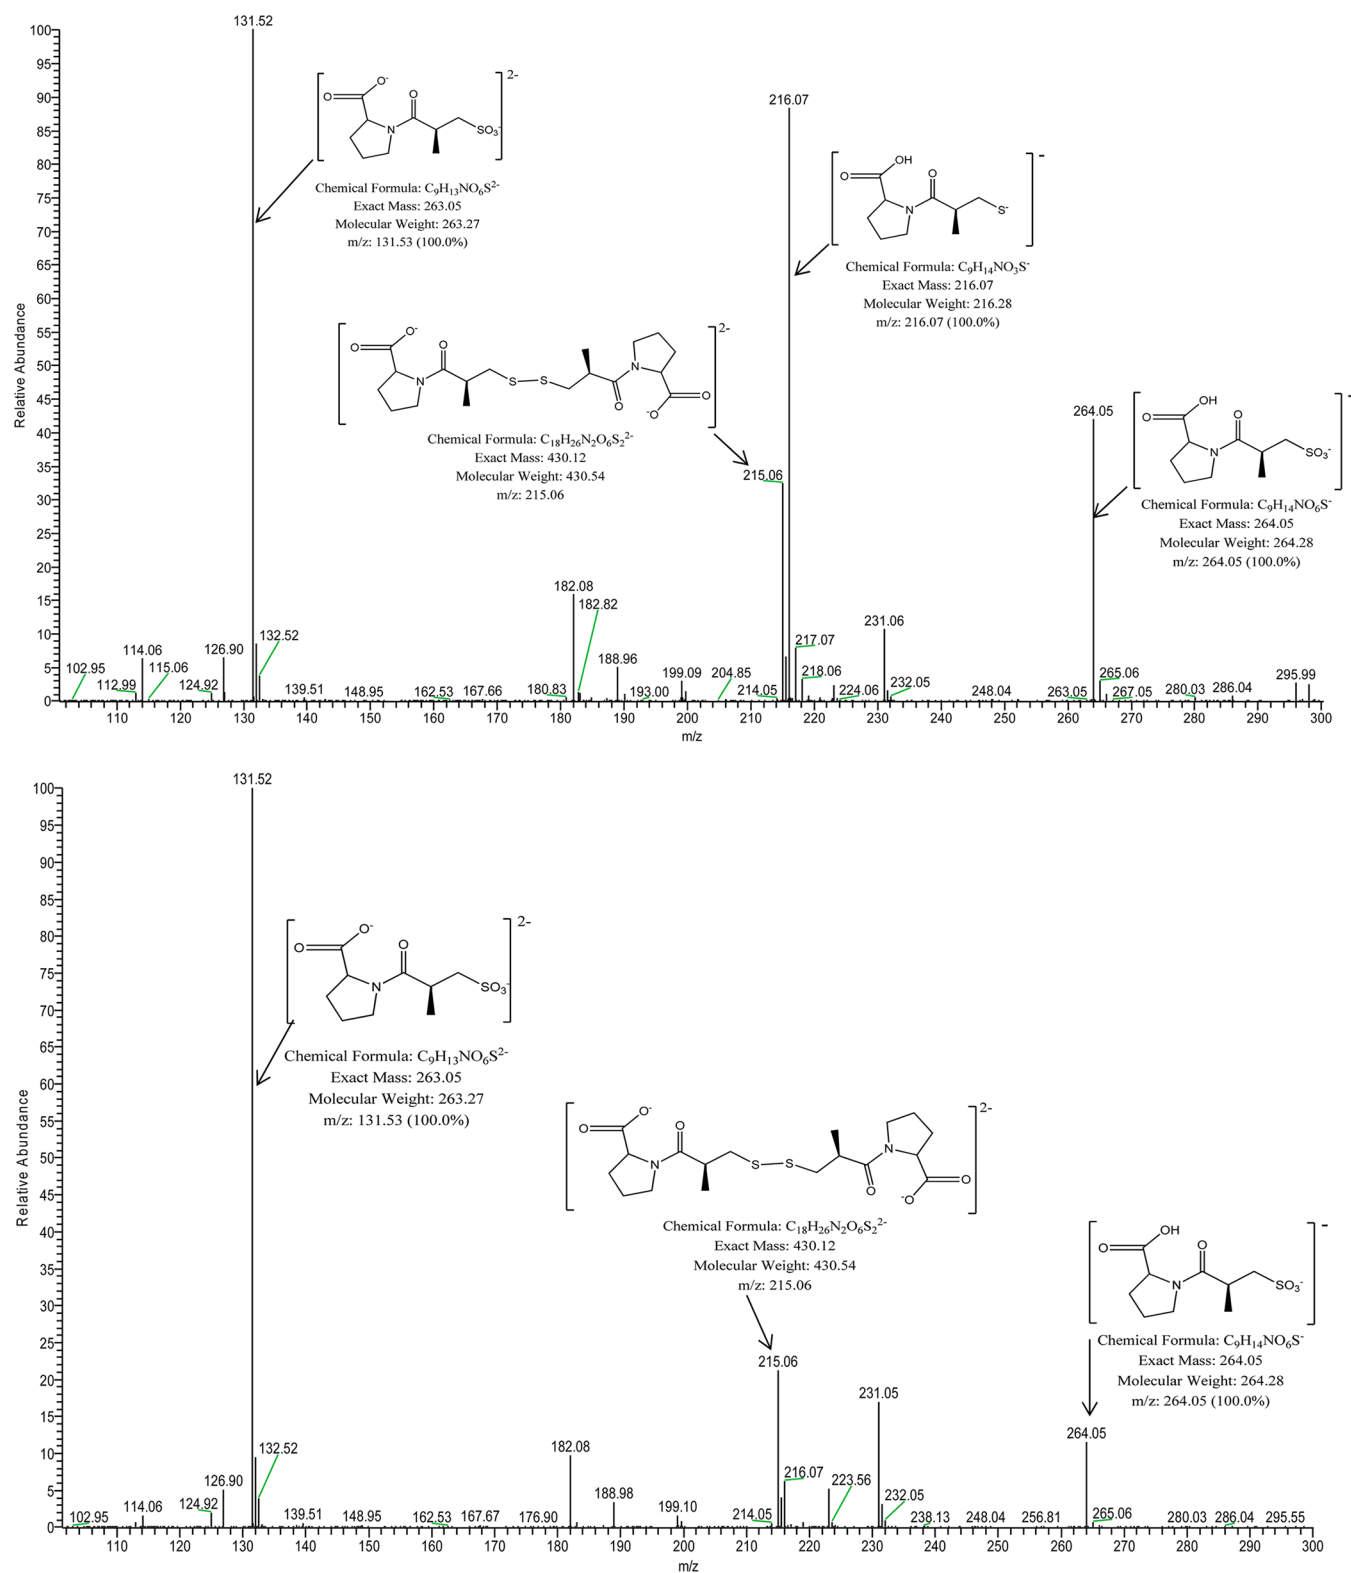 131.52
100
95
90
85
80
75
70
65
60
55
50
45
40
35
30
25
20
15
10
5
0
Relative Abundance
O
O-
O
N
SO3-
2-
Chemical Formula: C9H13NO6S2-
Exact Mass: 263.05
Molecular Weight: 263.27
m/z: 131.53 (100.0%)
216.07
O
OH
O
N
S-
-
Chemical Formula: C9H14NO3S-
Exact Mass: 216.07
Molecular Weight: 216.28
m/z: 216.07 (100.0%)
O
O-
O
N
S
S
N
O
O
-O
2-
Chemical Formula: C18H26N2O6S2 2-
Exact Mass: 430.12
Molecular Weight: 430.54
m/z: 215.06
215.06
264.05
O
OH
O
N
SO3-
-
Chemical Formula: C9H14NO6S-
Exact Mass: 264.05
Molecular Weight: 264.28
m/z: 264.05 (100.0%)
102.95
112.99
114.06
115.06
124.92
126.90
132.52
139.51
148.95
162.53
167.66
180.83
182.08
182.82
188.96
193.00
199.09
204.85
214.05
217.07
218.06
224.06
231.06
232.05
248.04
263.05
265.06
267.05
280.03
286.04
295.99
110 120 130 140 150 160 170 180 190 200 210 220 230 240 250 260 270 280 290 300
m/z
131.52
100
95
90
85
80
75
70
65
60
55
50
45
40
35
30
25
20
15
10
5
0
Relative Abundance
O
O-
O
N
SO3-
2-
Chemical Formula: C9H13NO6S2-
Exact Mass: 263.05
Molecular Weight: 263.27
m/z: 131.53 (100.0%)
O
O-
O
N
S
S
N
O
O
-O
2-
Chemical Formula: C18H26N2O6S2 2-
Exact Mass: 430.12
Molecular Weight: 430.54
m/z: 215.06
215.06
O
OH
O
N
SO3-
-
Chemical Formula: C9H14NO6S-
Exact Mass: 264.05
Molecular Weight: 264.28
m/z: 264.05 (100.0%)
264.05
102.95
114.06
124.92
126.90
132.52
139.51
148.95
162.53
167.67
176.90
182.08
188.98
199.10
214.05
216.07
223.56
231.05
232.05
238.13
248.04
256.81
265.06
280.03
286.04
295.55
110 120 130 140 150 160 170 180 190 200 210 220 230 240 250 260 270 280 290 300
m/z